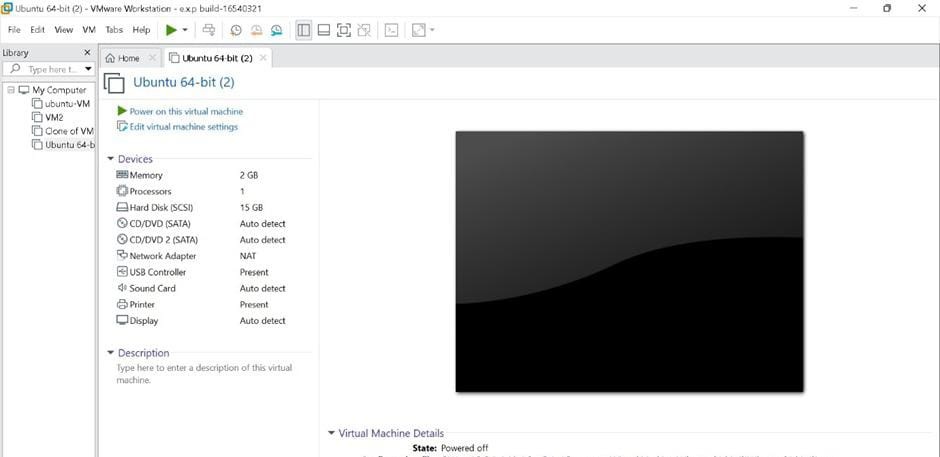 Ubuntu 64-bit (2) - VMware Workstation - e.x.p build-16540321
File Edit View VM Tabs Help
Library
Type here t...
My Computer
ubuntu-VM
VM2
Clone of VM
Ubuntu 64-b
Home
Ubuntu 64-bit (2)
Ubuntu 64-bit (2)
Power on this virtual machine
Edit virtual machine settings
Devices
Memory 2 GB
Processors 1
Hard Disk (SCSI) 15 GB
CD/DVD (SATA) Auto detect
CD/DVD 2 (SATA) Auto detect
Network Adapter NAT
USB Controller Present
Sound Card Auto detect
Printer Present
Display Auto detect
Description
Type here to enter a description of this virtual
machine.
Virtual Machine Details
State: Powered off